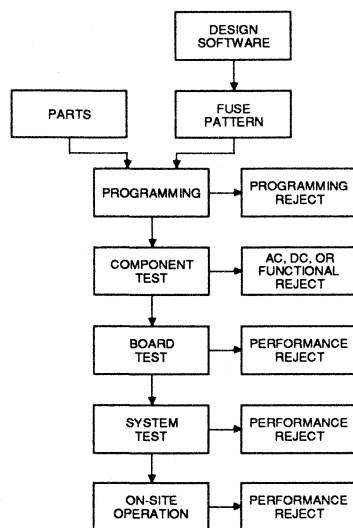 DESIGN
SOFTWARE
PARTS
FUSE
PATTERN
PROGRAMMING
PROGRAMMING
REJECT
COMPONENT
TEST
AC, DC, OR
FUNCTIONAL
REJECT
BOARD
TEST
PERFORMANCE
REJECT
SYSTEM
TEST
PERFORMANCE
REJECT
ON-SITE
OPERATION
PERFORMANCE
REJECT